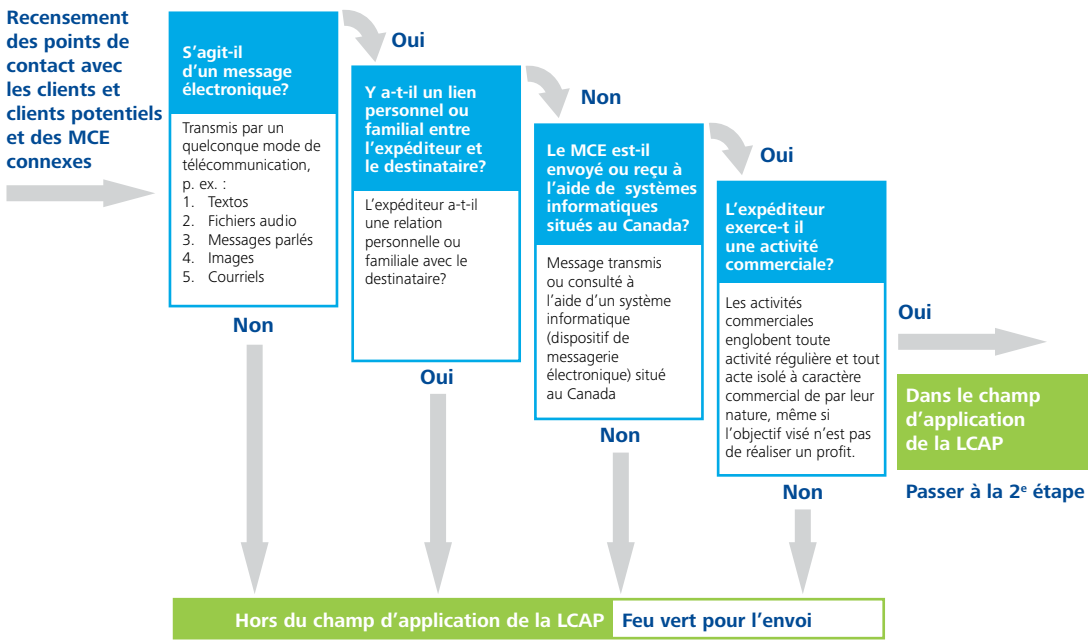 Recensement
des points de
contact avec
les clients et
clients potentiels
et des MCE
connexes
S’agit-il
d’un message
électronique?
Transmis par un
quelconque mode de
télécommunication,
p. ex. :
1. Textos
2. Fichiers audio
3. Messages parlés
4. Images
5. Courriels
Non
Oui
Y a-t-il un lien
personnel ou
familial entre
l’expéditeur et
le destinataire?
L’expéditeur a-t-il
une relation
personnelle ou
familiale avec le
destinataire?
Oui
Non
Le MCE est-il
envoyé ou reçu à
l’aide de systèmes
informatiques
situés au Canada?
Message transmis
ou consulté à
l’aide d’un système
informatique
(dispositif de
messagerie
électronique) situé
au Canada
Non
Oui
L’expéditeur
exerce-t il
une activité
commerciale?
Les activités
commerciales
englobent toute
activité régulière et tout
acte isolé à caractère
commercial de par leur
nature, même si
l’objectif visé n’est pas
de réaliser un profit.
Non
Oui
Dans le champ
d’application
de la LCAP
Passer à la 2e étape
Hors du champ d’application de la LCAP
Feu vert pour l’envoi